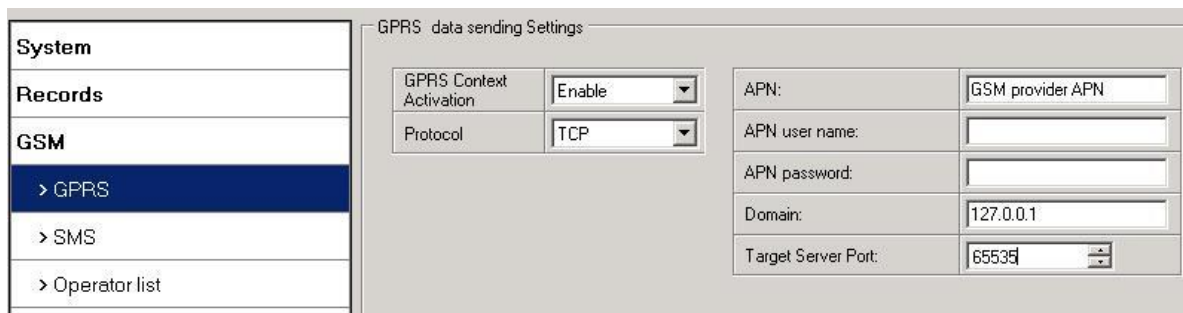 System
Records
GSM
> GPRS
> SMS
> Operator list
GPRS data sending Settings
GPRS Context
Activation
Enable
Protocol
TCP
APN:
GSM provider APN
APN user name:
APN password:
Domain:
127.0.0.1
Target Server Port:
65535